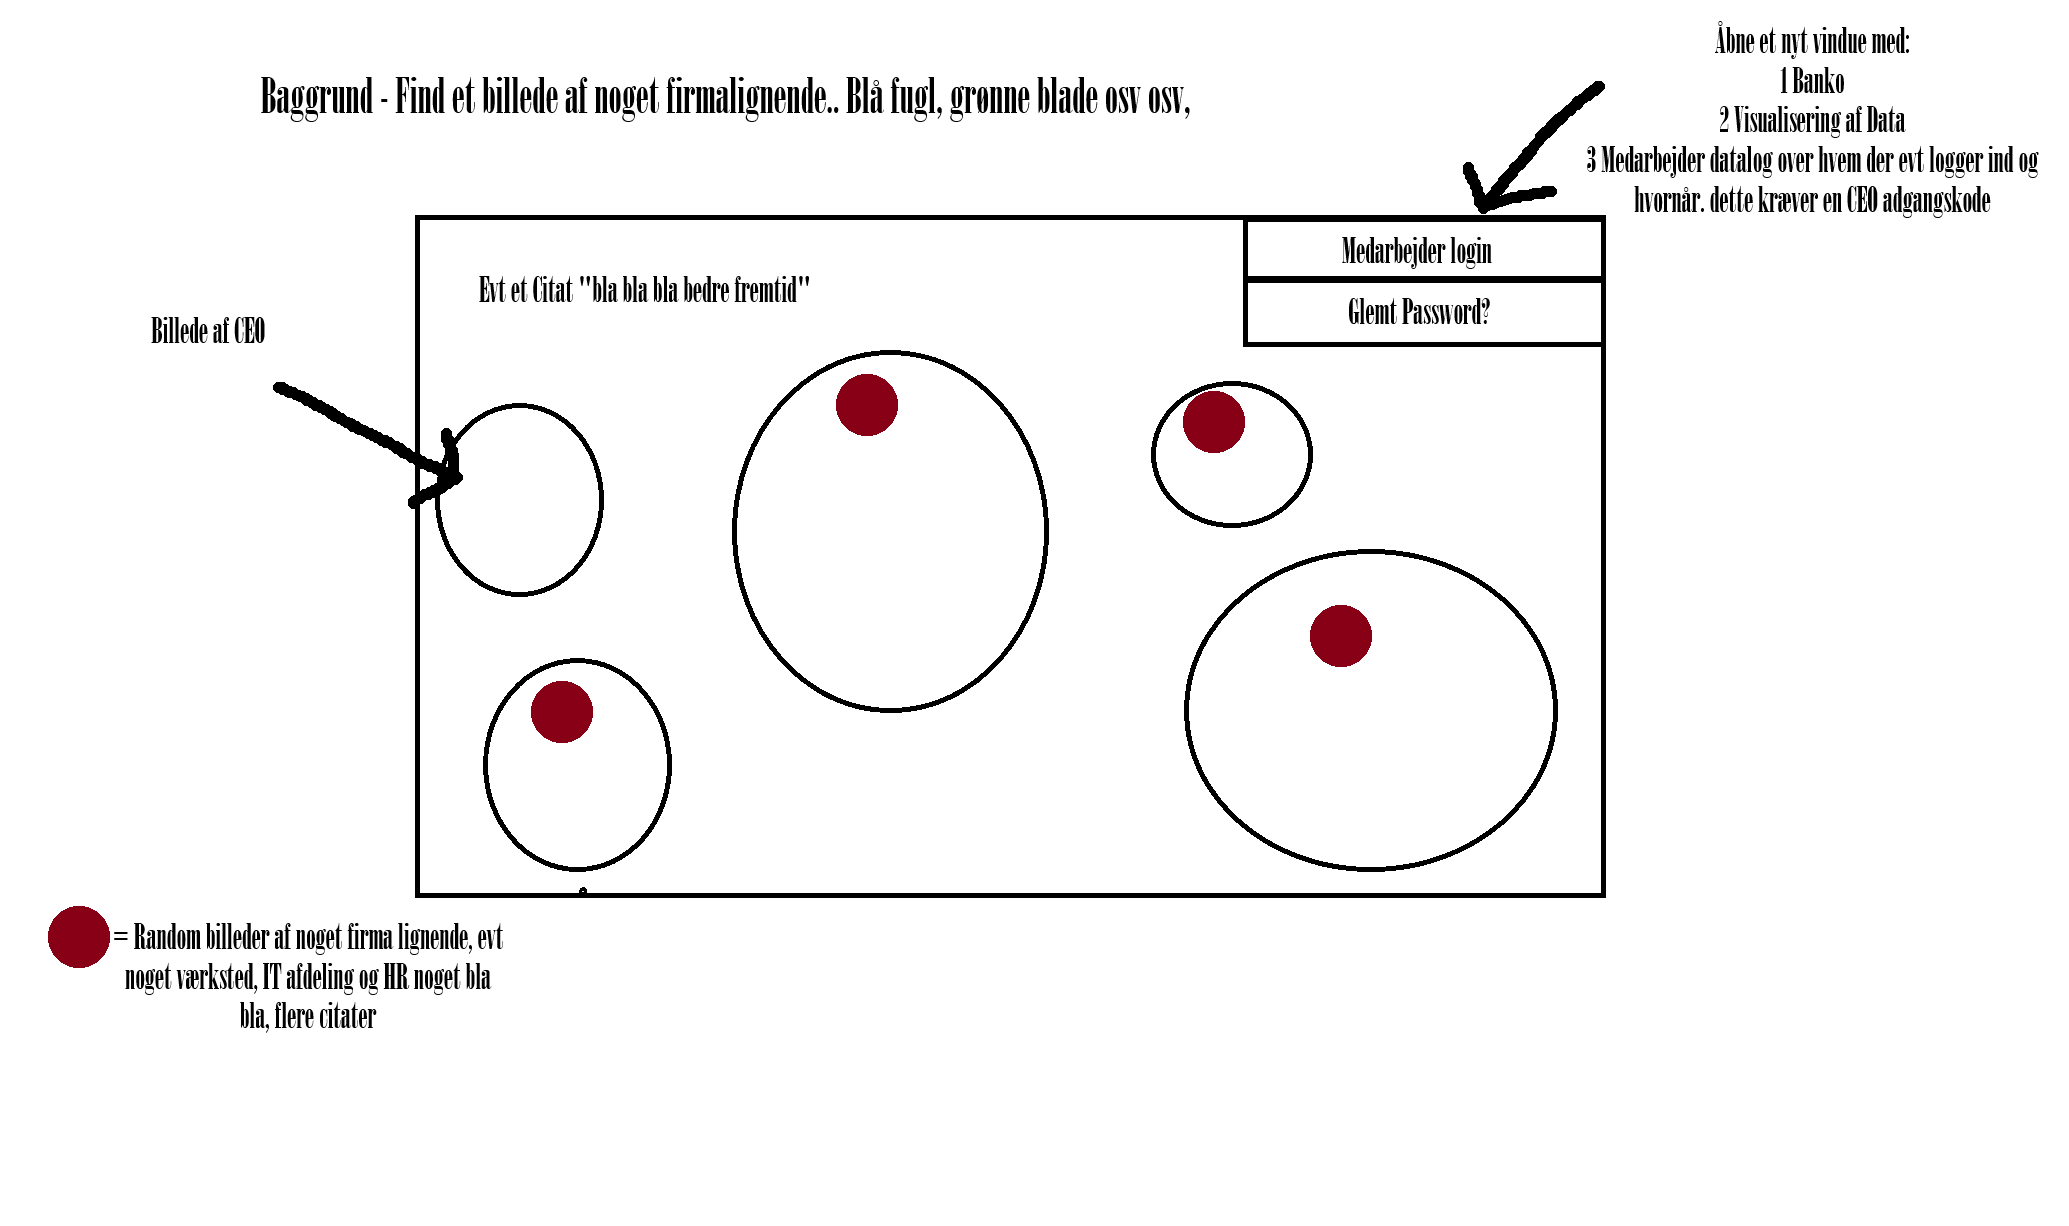 Åbne et nyt vindue med:
1 Banko
2 Visualisering af Data
3 Medarbejder datalog over hvem der evt logger ind og
hvornår. dette kræver en CEO adgangskode
Baggrund - Find et billede af noget firmalignende.. Blå fugl, grønne blade osv osv,
Medarbejder login
Glemt Password?
Evt et Citat "bla bla bla bedre fremtid"
Billede af CEO
= Random billeder af noget firma lignende, evt
noget værksted, IT afdeling og HR noget bla
bla, flere citater